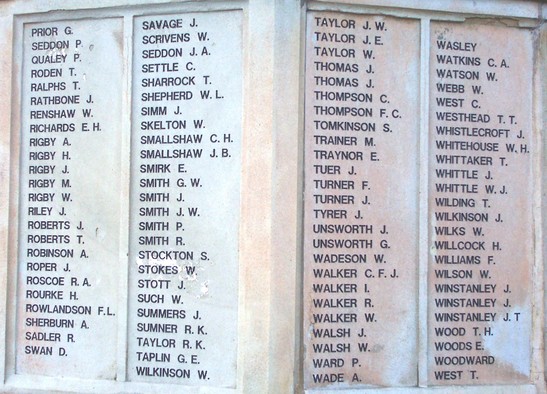 PRIOR G.
SEDDON P.
QUALEY P.
RODEN T.
RALPHS T.
RATHBONE J.
RENSHAW W.
RICHARDS E. H.
RIGBY A.
RIGBY H.
RIGBY J.
RIGBY M.
RIGBY W.
RILEY J.
ROBERTS J.
ROBERTS T.
ROBINSON A.
ROPER J.
ROSCOE R. A.
ROURKE H.
ROWLANDSON F.L.
SHERBURN A.
SADLER R.
SWAN D.
SAVAGE J.
SCRIVENS W.
SEDDON J. A.
SETTLE C.
SHARROCK T.
SHEPHERD W. L.
SIMM J.
SKELTON W.
SMALLSHAW C. H.
SMALLSHAW J. B.
SMIRK E.
SMITH G. W.
SMITH J.
SMITH J. W.
SMITH P.
SMITH R.
STOCKTON S.
STOKES W.
STOTT J.
SUCH W.
SUMMERS J.
SUMNER R. K.
TAYLOR R. K.
TAPLIN G. E.
WILKINSON W.
TAYLOR J. W.
TAYLOR J. E.
TAYLOR W.
THOMAS J.
THOMAS J.
THOMPSON C.
THOMPSON F. C.
TOMKINSON S.
TRAINER M.
TRAYNOR E.
TUER J.
TURNER F.
TURNER J.
TYRER J.
UNSWORTH J.
UNSWORTH G.
WADESON W.
WALKER C. F. J.
WALKER I.
WALKER R.
WALKER W.
WALSH J.
WALSH W.
WARD P.
WADE A.
WASLEY
WATKINS C. A.
WATSON W.
WEBB W.
WEST C.
WESTHEAD T. T.
WHISTLECROFT J.
WHITEHOUSE W. H.
WHITTAKER T.
WHITTLE J.
WHITTLE W. J.
WILDING T.
WILKINSON J.
WILKS W.
WILLCOCK H.
WILLIAMS F.
WILSON W.
WINSTANLEY J.
WINSTANLEY J.
WINSTANLEY J. T
WOOD T. H.
WOODS E.
WOODWARD
WEST T.